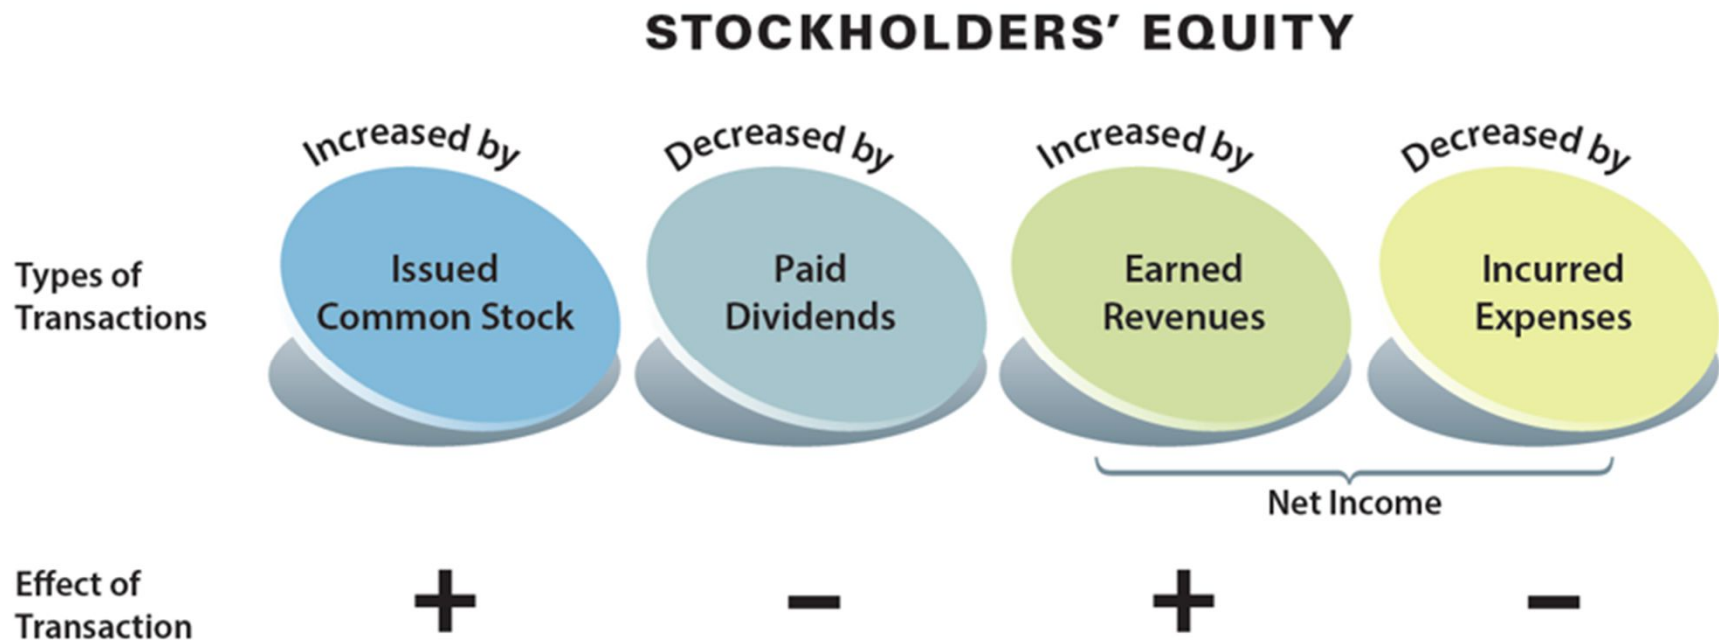 STOCKHOLDERS’ EQUITY
Increased by
Decreased by
Increased by
Decreased by
Types of
Transactions
Issued
Common Stock
Paid
Dividends
Earned
Revenues
Incurred
Expenses
Net Income
Effect of
Transaction
+
−
+
−